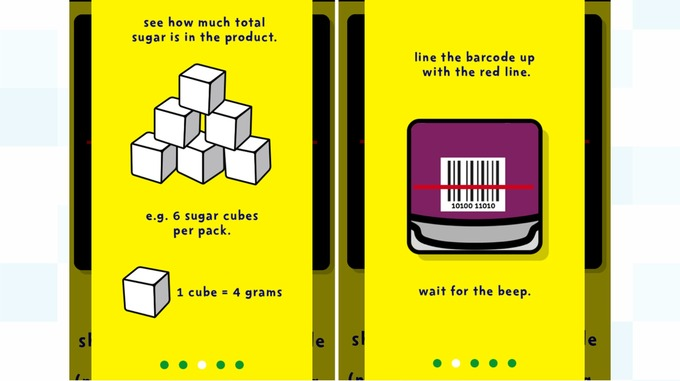 see how much total
sugar is in the product.
e.g. 6 sugar cubes
per pack.
1 cube = 4 grams
line the barcode up
with the red line.
10100 11010
wait for the beep.